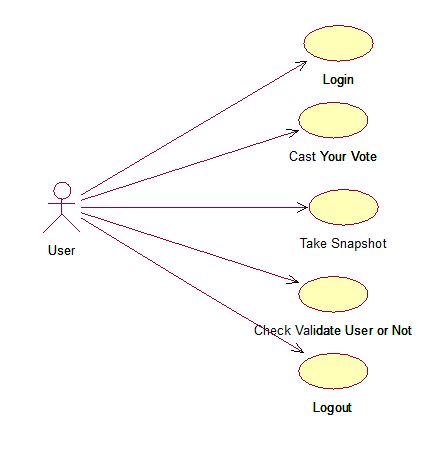 Login
Cast Your Vote
Take Snapshot
User
Check Validate User or Not
Logout